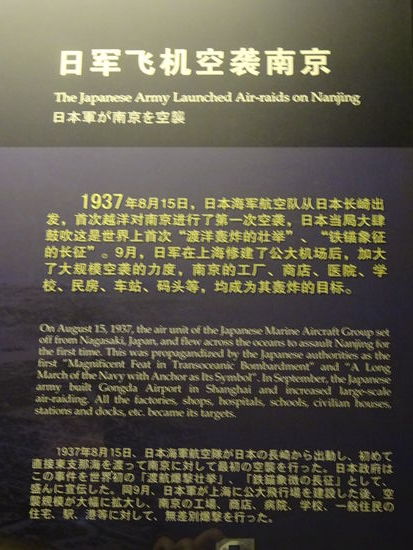 日军飞机空袭南京
The Japanese Army Launched Air-raids on Nanjing
日本軍が南京を空襲
1937年8月15日，日本海军航空队从日本长崎出
发，首次越洋对南京进行了第一次空袭，日本当局大肆
鼓吹这是世界上首次“渡洋轰炸的壮举”、“铁锚象征
的长征”。9月，日军在上海修建了公大机场后，加大
了大规模空袭的力度，南京的工厂、商店、医院、学
校、民房、车站、码头等，均成为其轰炸的目标。
On August 15, 1937, the air unit of the Japanese Marine Aircraft Group set
off from Nagasaki, Japan, and flew across the oceans to assault Nanjing for
the first time. This was propagandized by the Japanese authorities as the
first “Magnificent Feat in Transoceanic Bombardment” and “A Long
March of the Navy with Anchor as Its Symbol”. In September, the Japanese
army built Gongda Airport in Shanghai and increased large-scale
air-raiding. All the factories, shops, hospitals, schools, civilian houses,
stations and docks, etc. became its targets.
1937年8月15日、日本海軍航空隊が日本の長崎から出動し、初めて
直接東支那海を渡って南京に対して最初の空襲を行った。日本政府は
この事件を世界初の「渡航爆撃壮挙」、「鉄錨象徴の長征」として、
盛んに宣伝した。同9月、日本軍が上海に公大飛行場を建設した後、空
襲規模が大幅に拡大し、南京の工場、商店、病院、学校、一般住民の
住宅、駅、港等に対して、無差別爆撃を行った。